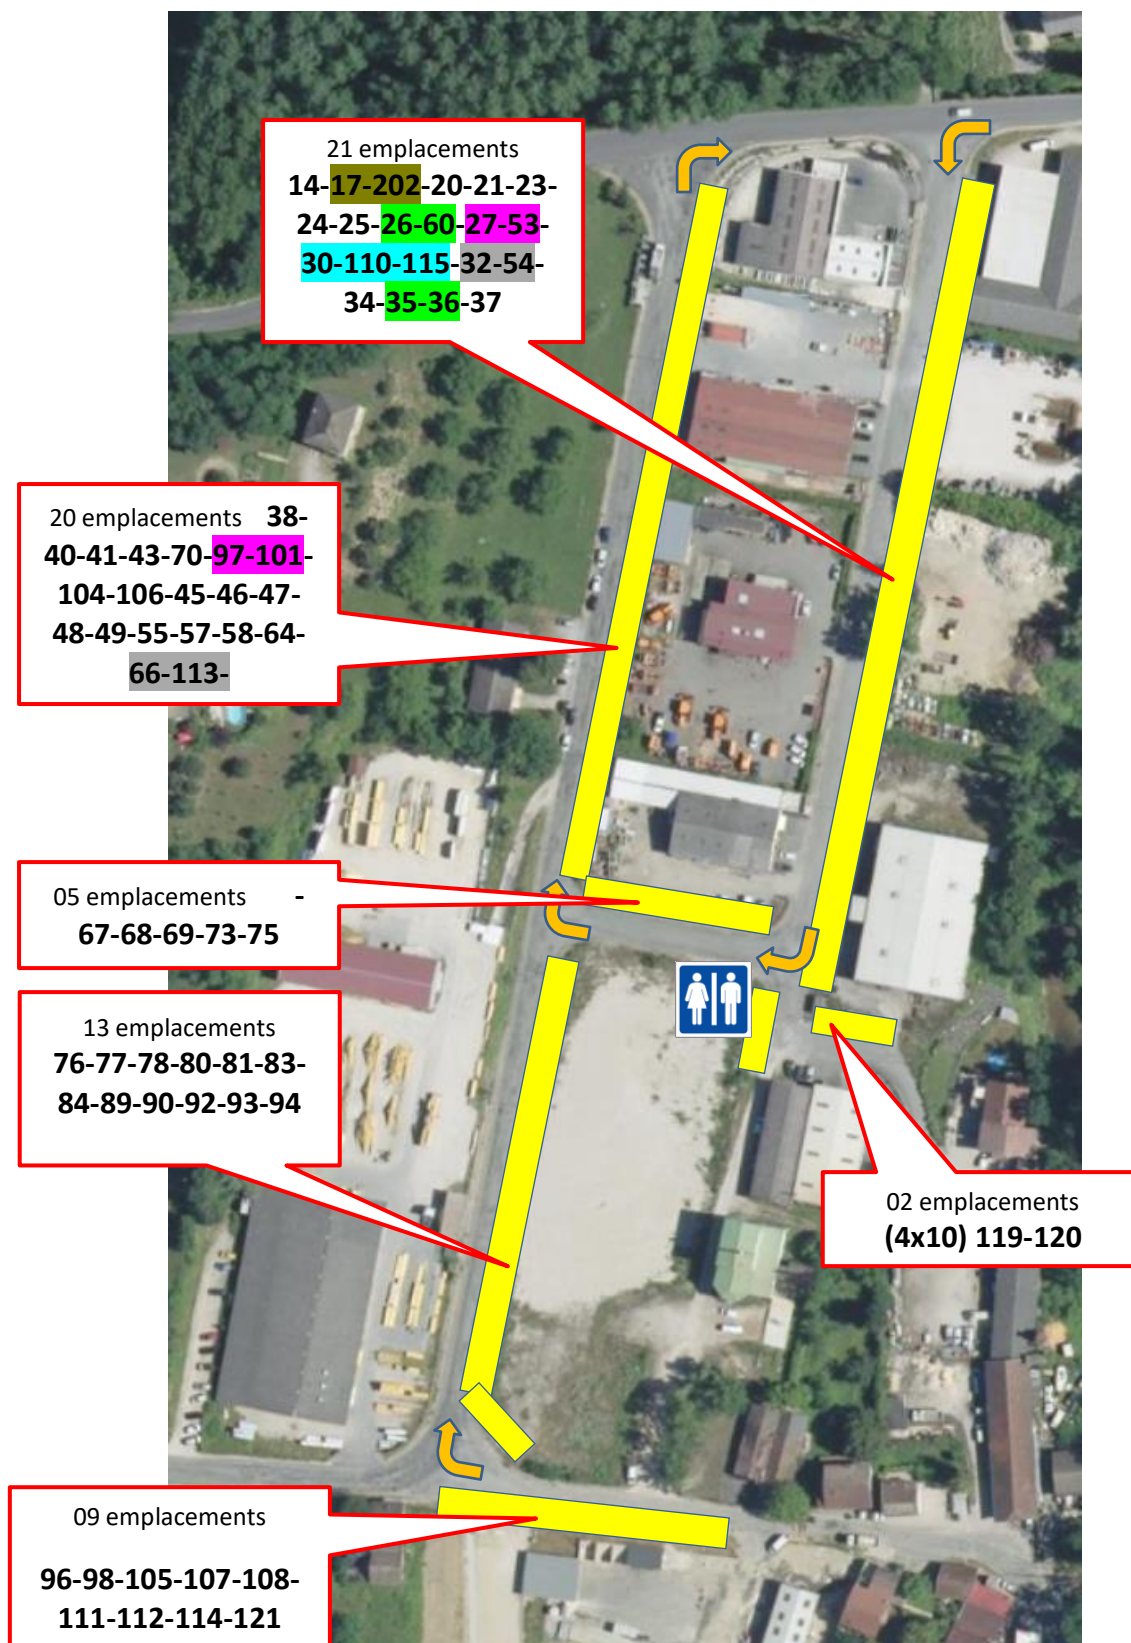 21 emplacements
14-17-202-20-21-23-
24-25-26-60-27-53-
30-110-115-32-54-
34-35-36-37
20 emplacements 38-
40-41-43-70-97-101-
104-106-45-46-47-
48-49-55-57-58-64-
66-113-
05 emplacements -
67-68-69-73-75
13 emplacements
76-77-78-80-81-83-
84-89-90-92-93-94
02 emplacements
(4x10) 119-120
09 emplacements
96-98-105-107-108-
111-112-114-121